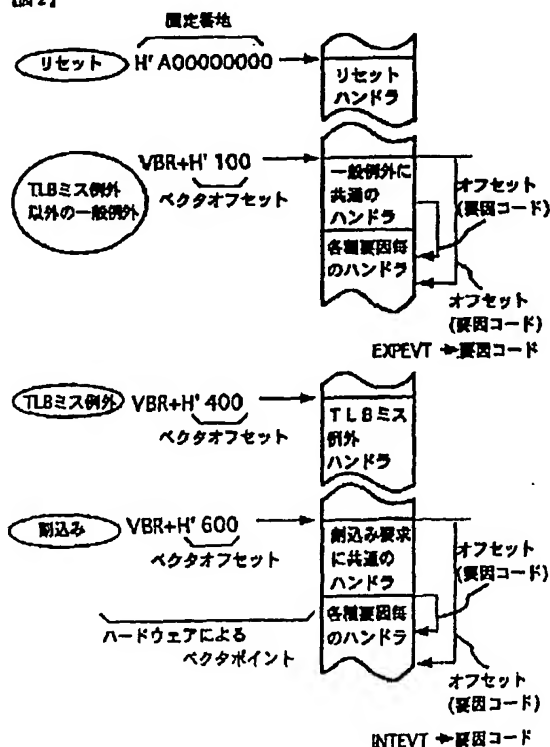 【図2】
固定番地
リセット H' A00000000
リセット
ハンドラ
VBR+H' 100
ベクタオフセット
TLBミス例外
以外の一般例外
一般例外に
共通の
ハンドラ
各種要因毎
のハンドラ
オフセット
(要因コード)
オフセット
(要因コード)
EXPEVT → 要因コード
TLBミス例外 VBR+H' 400
ベクタオフセット
TLBミス
例外
ハンドラ
割込み VBR+H' 600
ベクタオフセット
割込み要求
に共通の
ハンドラ
各種要因毎
のハンドラ
オフセット
(要因コード)
ハードウェアによる
ベクタポイント
オフセット
(要因コード)
INTEVT → 要因コード